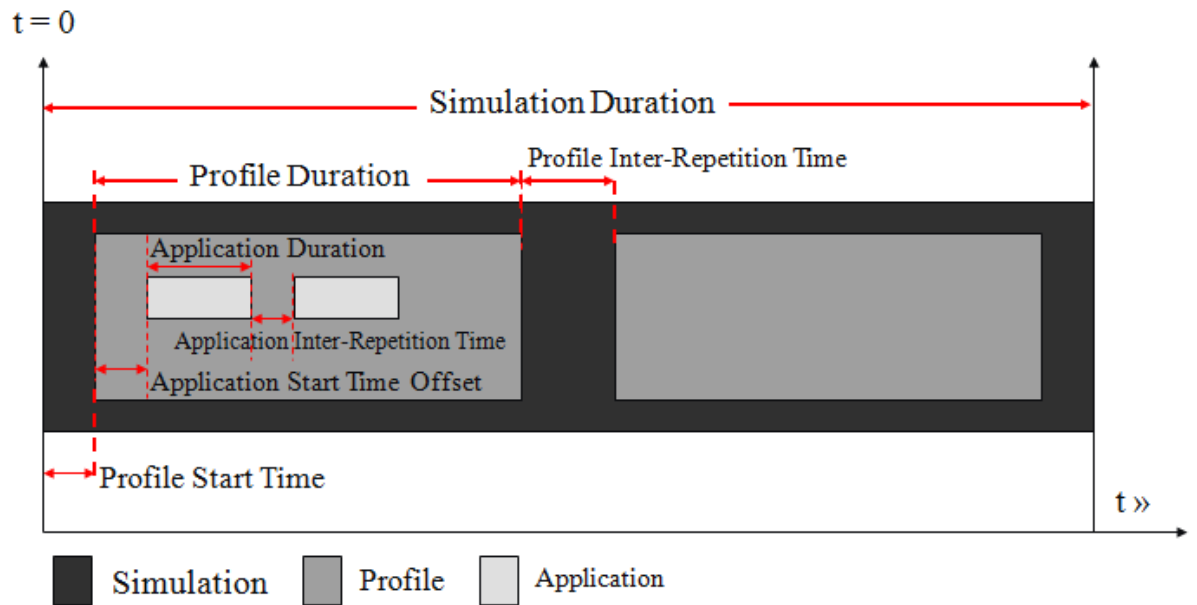 t = 0
Simulation Duration
Profile Inter-Repetition Time
Profile Duration
Application Duration
Application Inter-Repetition Time
Application Start Time Offset
Profile Start Time
t »
Simulation
Profile
Application